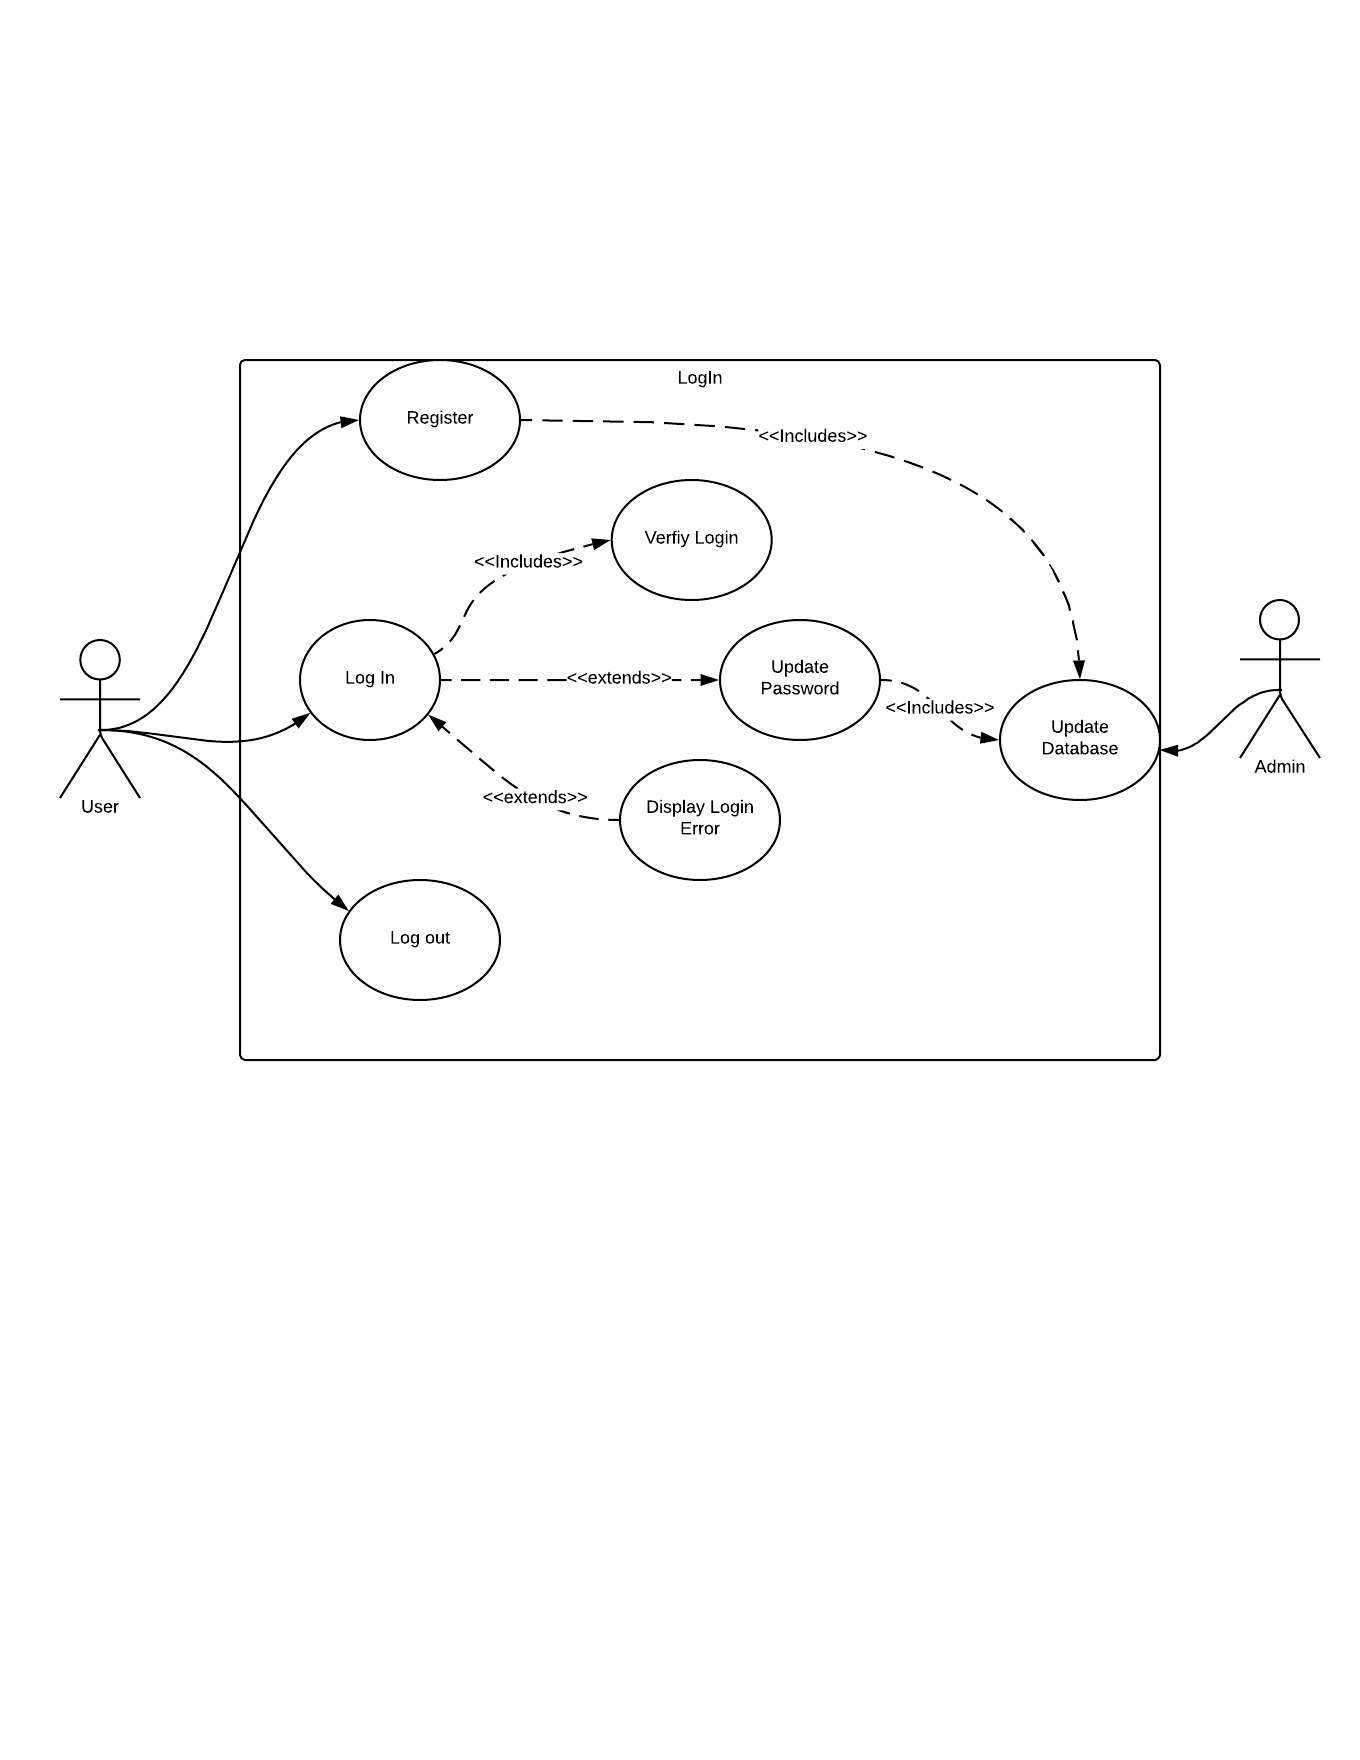 LogIn
Register
<<Includes>>
Verfiy Login
<<Includes>>
Log In
<<extends>>
Update
Password
<<Includes>>
Update
Database
<<extends>>
Display Login
Error
Log out
User
Admin